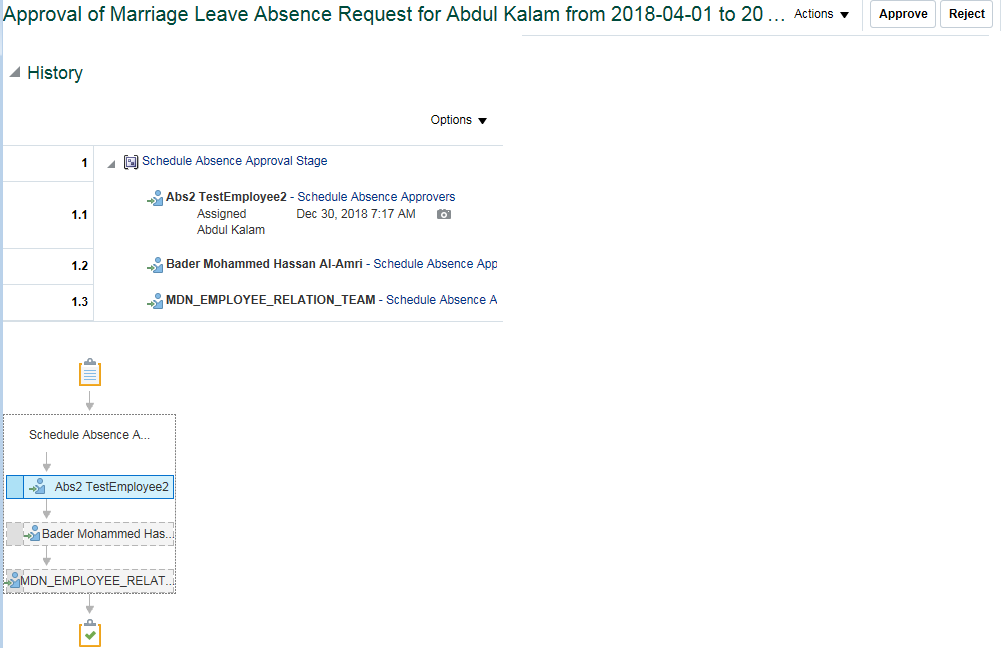 Approval of Marriage Leave Absence Request for Abdul Kalam from 2018-04-01 to 20 ... Actions Approve Reject
History
Options
1 Schedule Absence Approval Stage
1.1 Abs2 TestEmployee2 - Schedule Absence Approvers
Assigned Dec 30, 2018 7:17 AM
Abdul Kalam
1.2 Bader Mohammed Hassan Al-Amri - Schedule Absence App
1.3 MDN_EMPLOYEE_RELATION_TEAM - Schedule Absence A
Schedule Absence A...
Abs2 TestEmployee2
Bader Mohammed Has...
MDN_EMPLOYEE_RELAT...